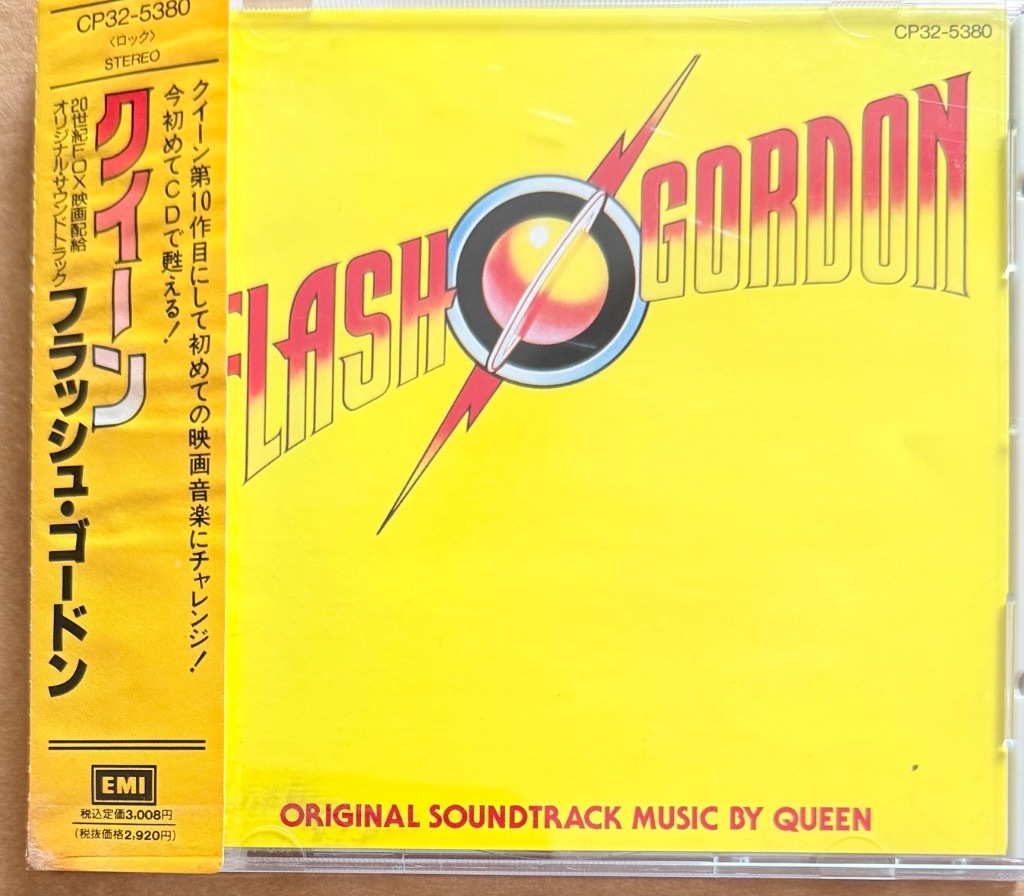 CP32-5380
〈ロック〉
STEREO
クイーン第10作目にして初めての映画音楽にチャレンジ!
今初めてCDで甦える!
クイーン
20世紀FOX映画配給
オリジナル・サウンドトラック
フラッシュ・ゴードン
EMI
税込定価3,008円
(税抜価格2,920円)
CP32-5380
FLASH GORDON
ORIGINAL SOUNDTRACK MUSIC BY QUEEN